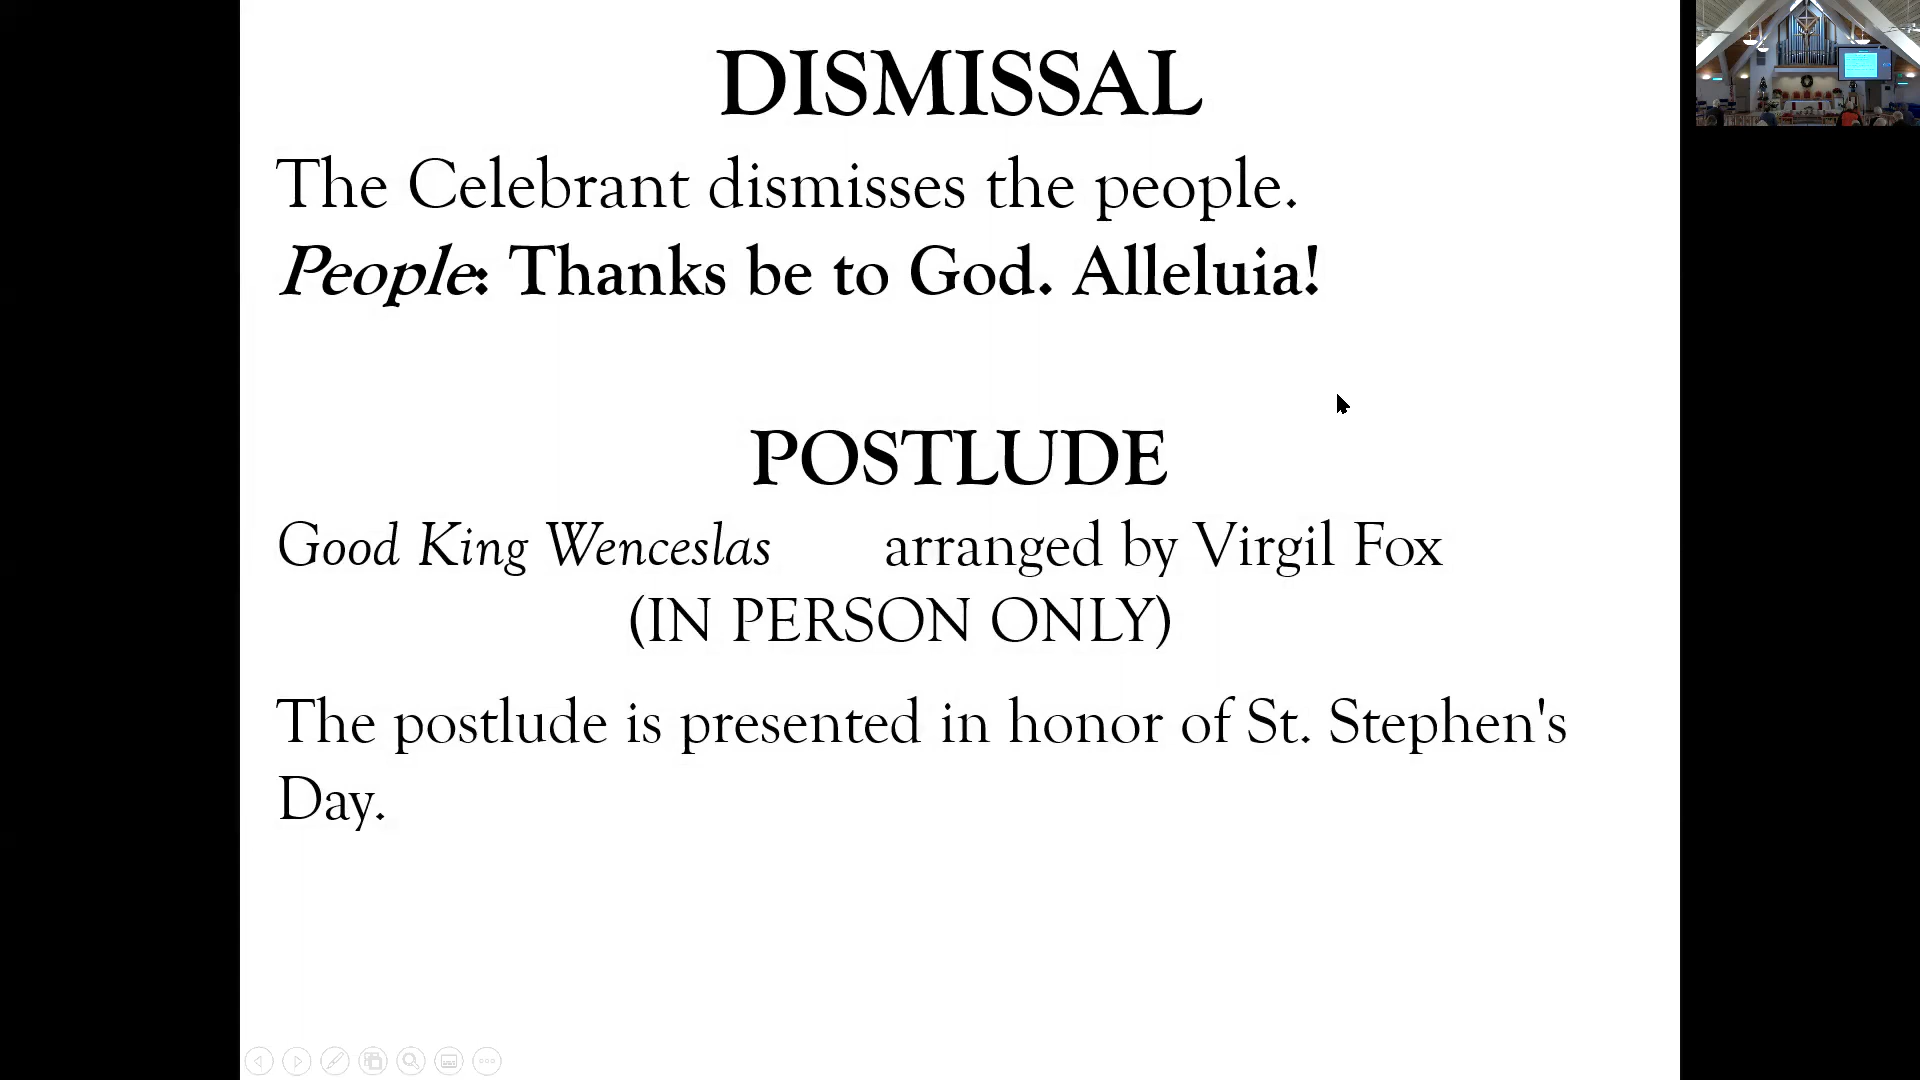 DISMISSAL
The Celebrant dismisses the people.
People: Thanks be to God. Alleluia!
POSTLUDE
Good King Wenceslas arranged by Virgil Fox
(IN PERSON ONLY)
The postlude is presented in honor of St. Stephen's
Day.